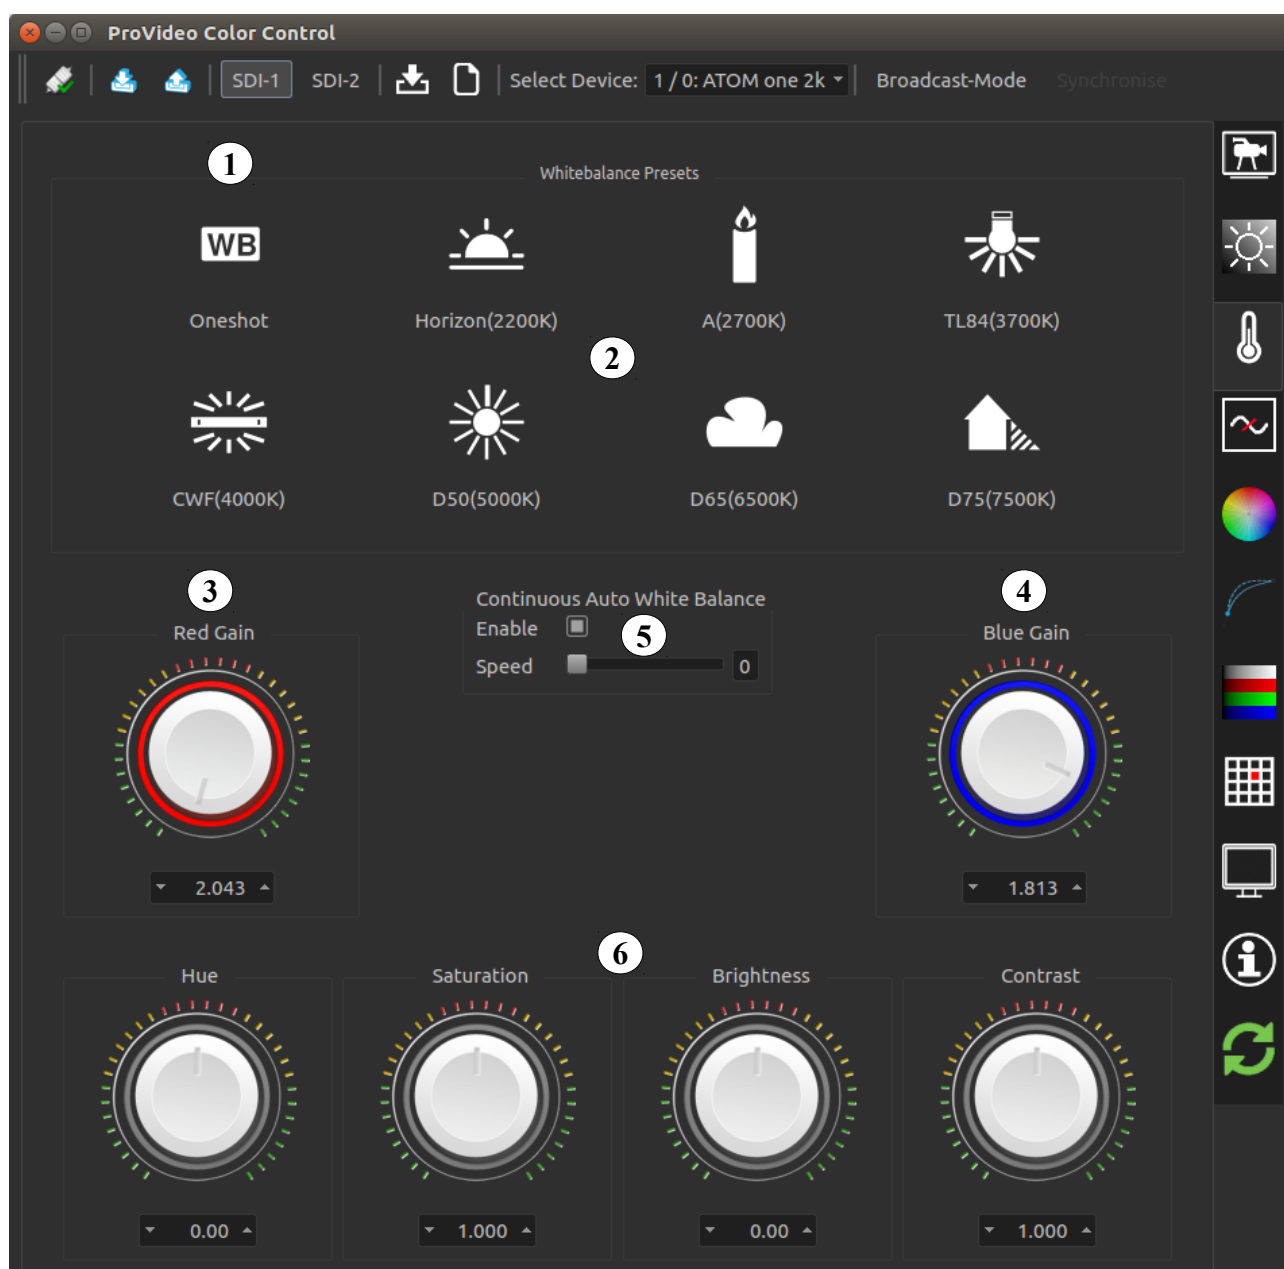 ProVideo Color Control
SDI-1 SDI-2 Select Device: 1 / 0: ATOM one 2k Broadcast-Mode Synchronise
1
Whitebalance Presets
WB
Oneshot Horizon(2200K) A(2700K) TL84(3700K)
2
CWF(4000K) D50(5000K) D65(6500K) D75(7500K)
3
Red Gain
2.043
Continuous Auto White Balance
Enable
5
Speed 0
4
Blue Gain
1.813
6
Hue Saturation Brightness Contrast
0.00 1.000 0.00 1.000